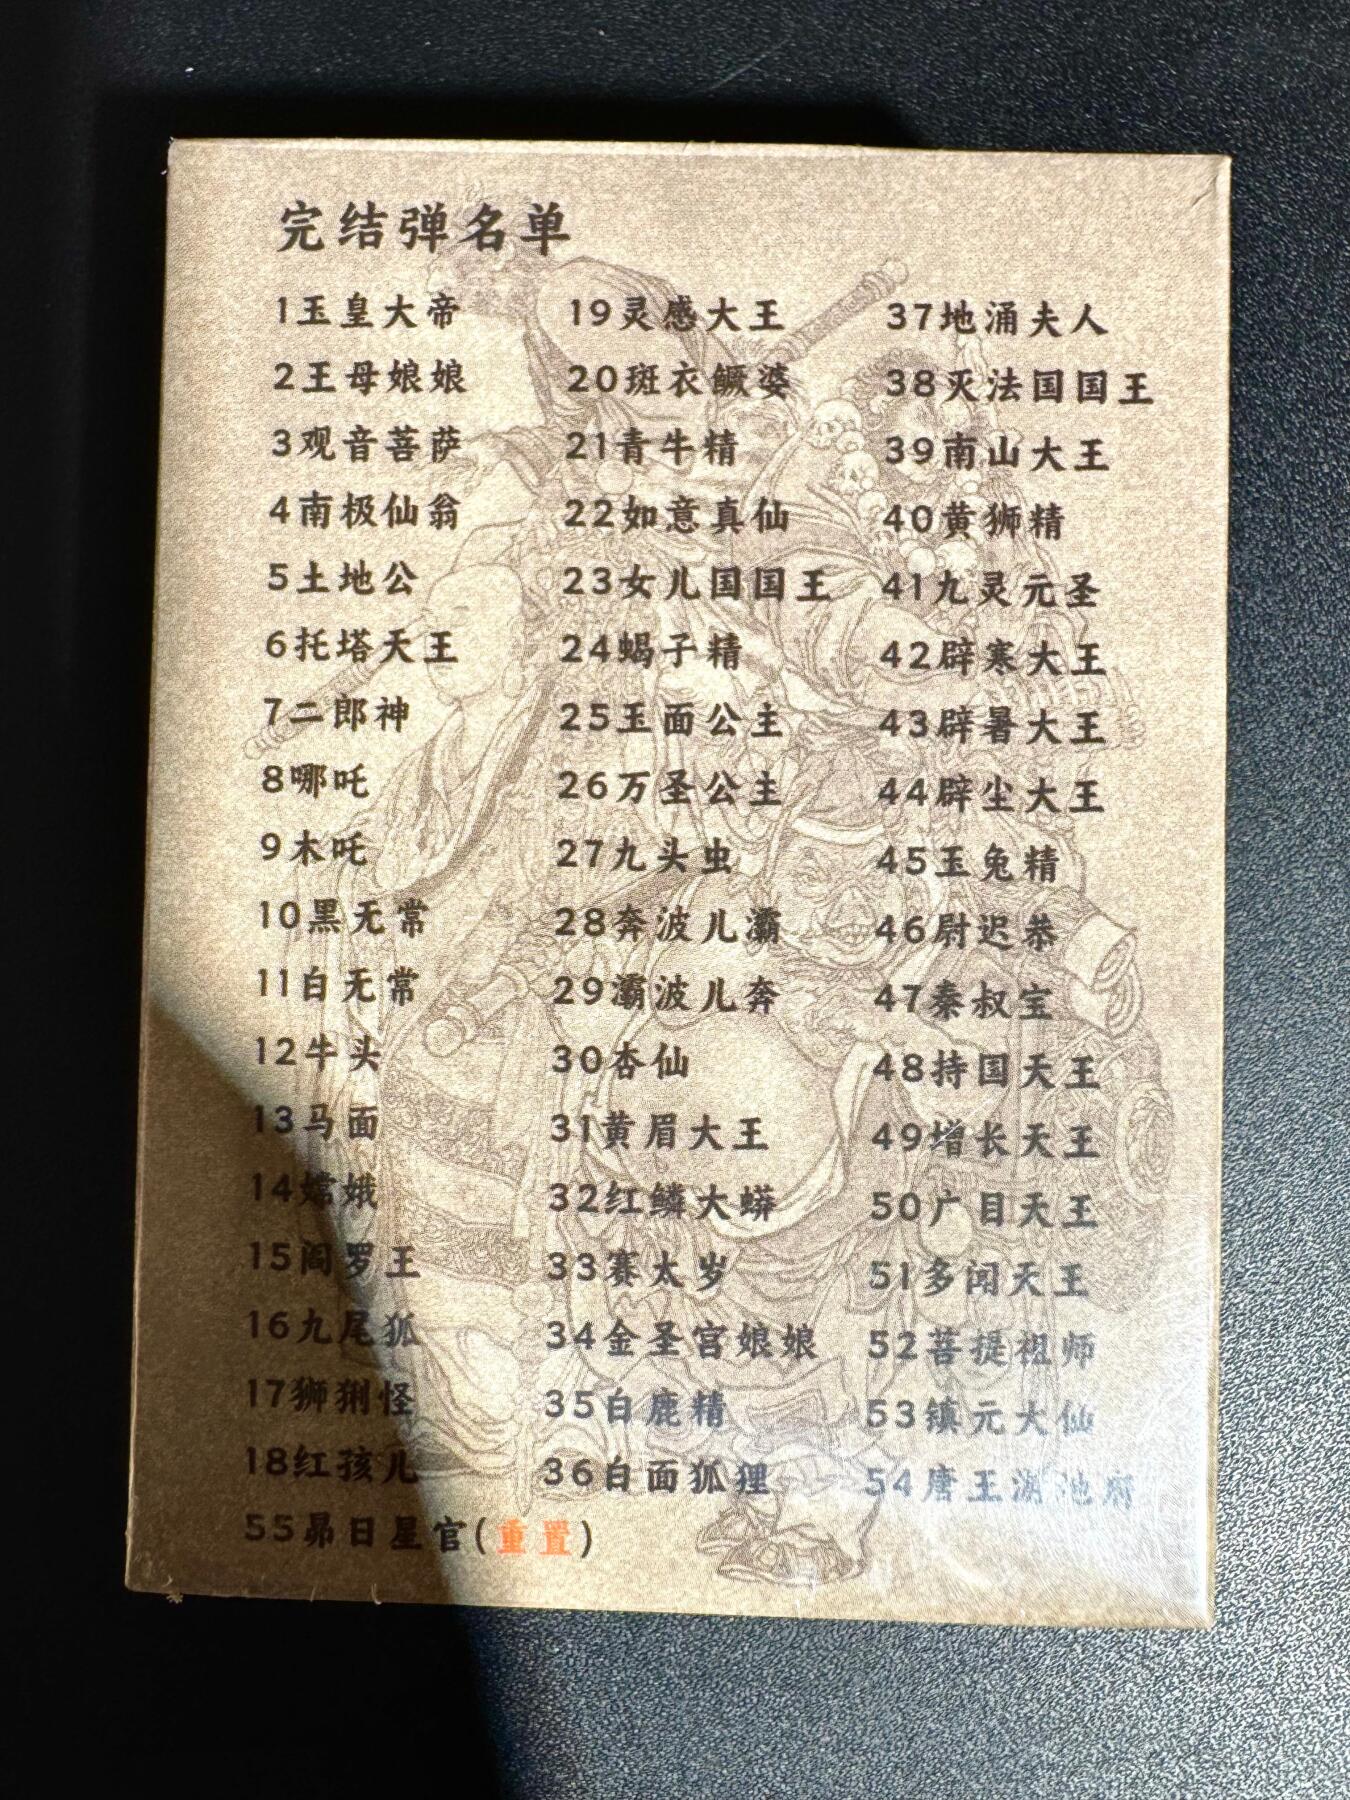 完结弹名单
1玉皇大帝
2王母娘娘
3观音菩萨
4南极仙翁
5土地公
6托塔天王
7二郎神
8哪吒
9木吒
10黑无常
11白无常
12牛头
13马面
14嫦娥
15阎罗王
16九尾狐
17狮猁怪
18红孩儿
19灵感大王
20斑衣鳜婆
21青牛精
22如意真仙
23女儿国国王
24蝎子精
25玉面公主
26万圣公主
27九头虫
28奔波儿灞
29灞波儿奔
30杏仙
31黄眉大王
32红鳞大蟒
33赛太岁
34金圣宫娘娘
35白鹿精
36白面狐狸
37地涌夫人
38灭法国国王
39南山大王
40黄狮精
41九灵元圣
42辟寒大王
43辟暑大王
44辟尘大王
45玉兔精
46尉迟恭
47秦叔宝
48持国天王
49增长天王
50广目天王
51多闻天王
52菩提祖师
53镇元大仙
54唐王游地府
55昴日星官(重置)